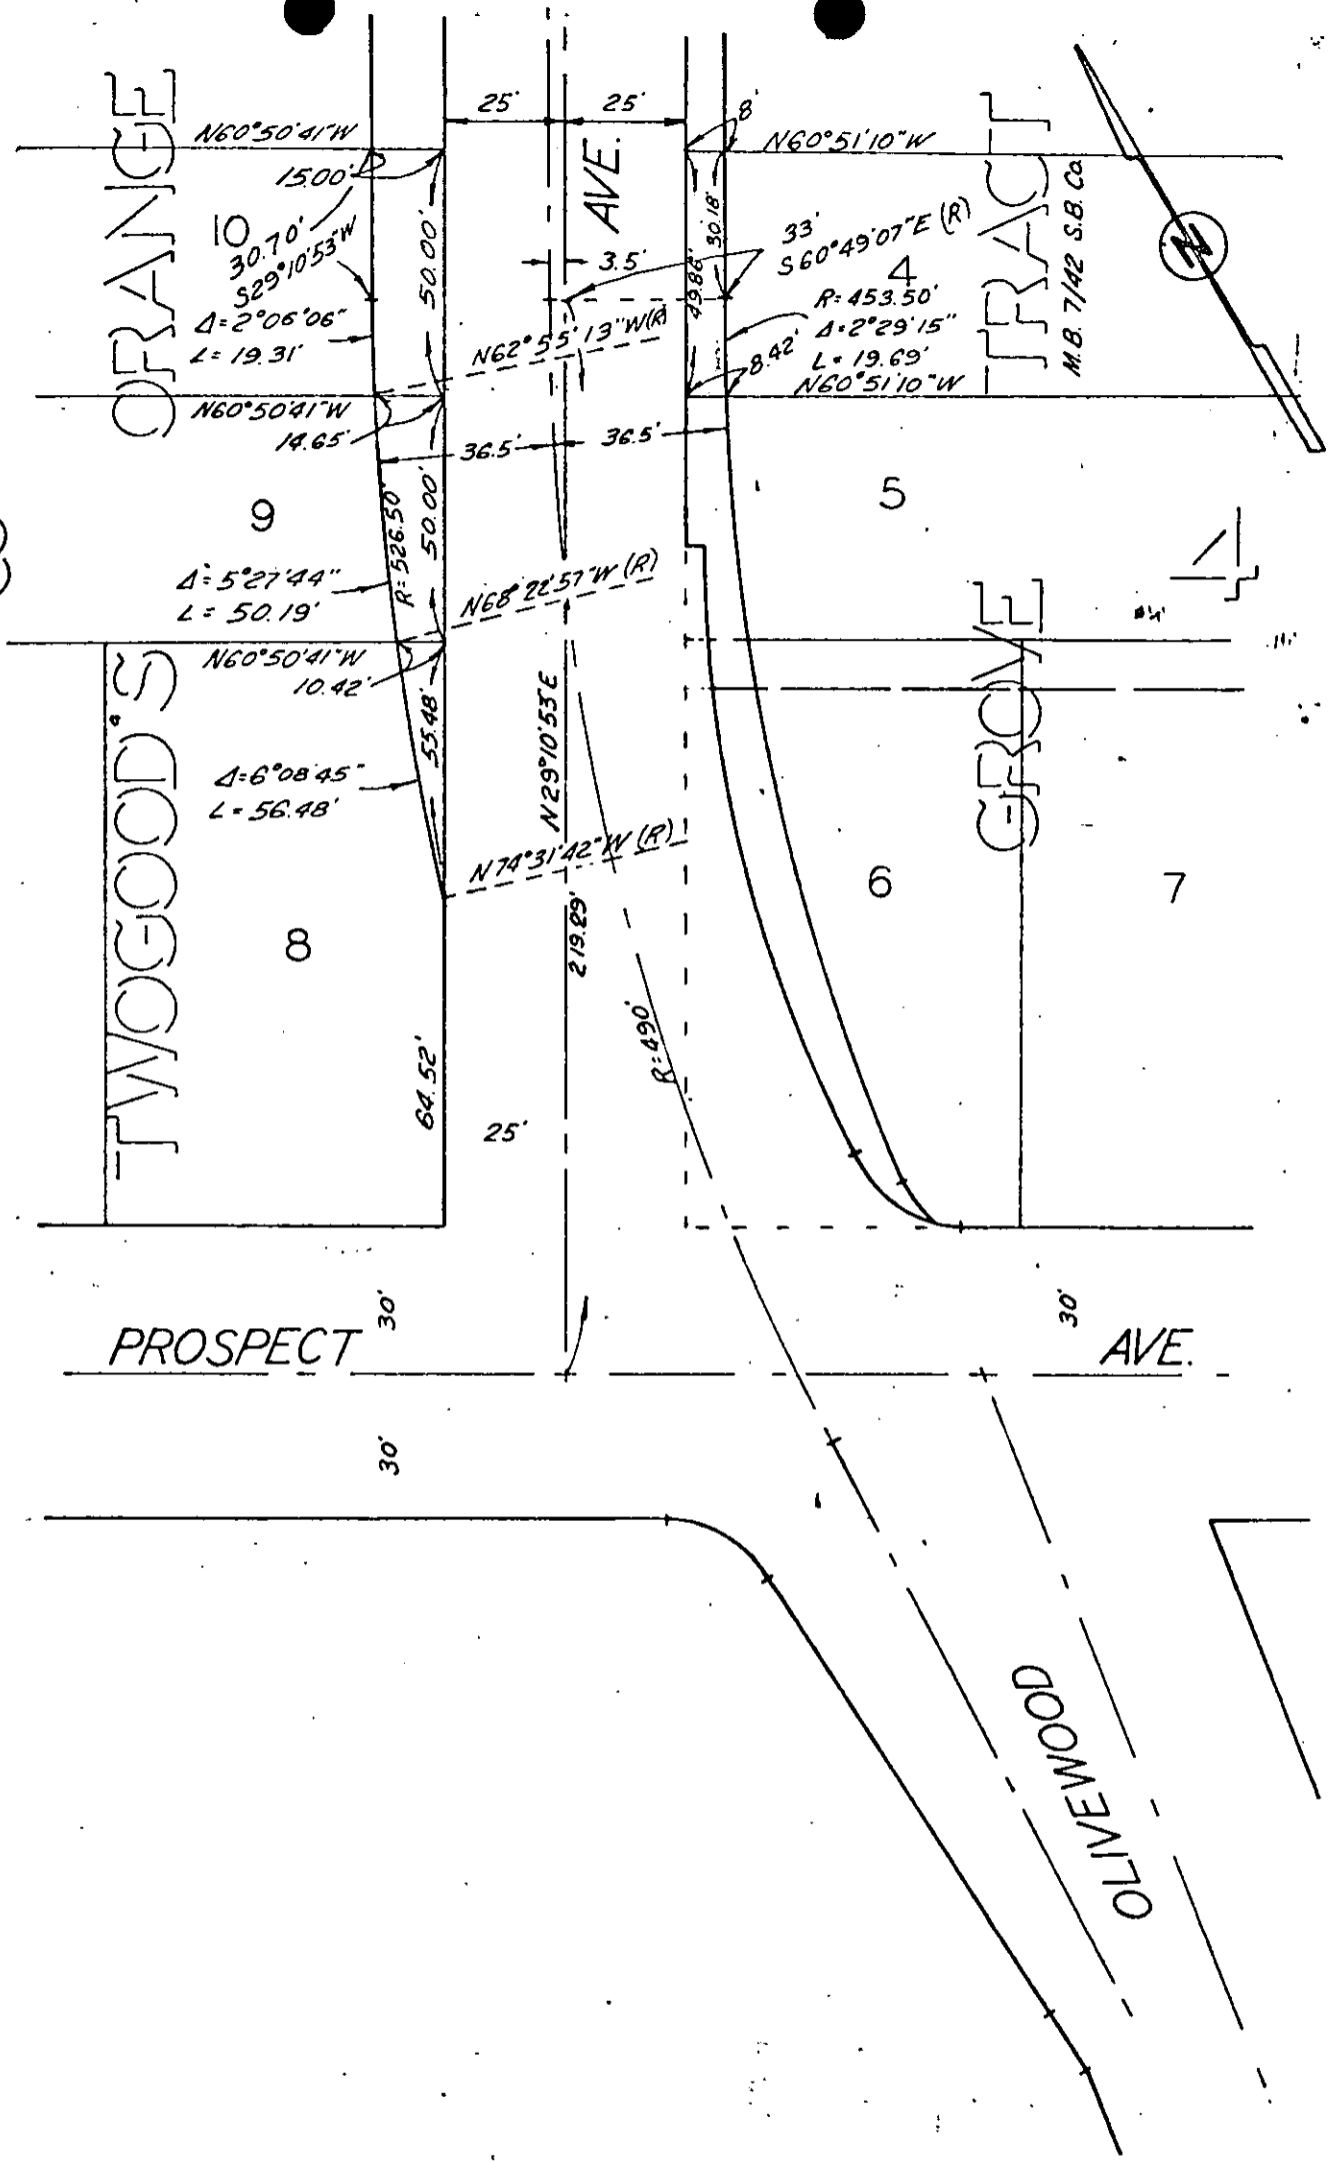 25'
25'
8'
N60°50'41"W
N60°51'10"W
15.00'
ORANGE
AVE.
TRACT
M.B. 7/42 S.B. Co.
10
30.70'
S29°10'53"W
50.00'
3.5'
49.86'
30.18'
33'
S60°49'07"E (R)
4
N
Δ=2°06'06"
L=19.31'
N62°55'13"W(R)
R=453.50'
Δ=2°29'15"
L=19.69'
8.42'
N60°51'10"W
N60°50'41"W
14.65'
36.5'
36.5'
9
R=526.50'
50.00'
5
Δ=5°27'44"
L=50.19'
N68°22'57"W (R)
N60°50'41"W
10.42'
TWOGOOD'S
55.48'
N29°10'53"E
GROVE
Δ=6°08'45"
L=56.48'
N74°31'42"W (R)
6
7
8
219.89'
R=490'
64.52'
25'
30'
30'
PROSPECT
AVE.
30'
OLIVEWOOD